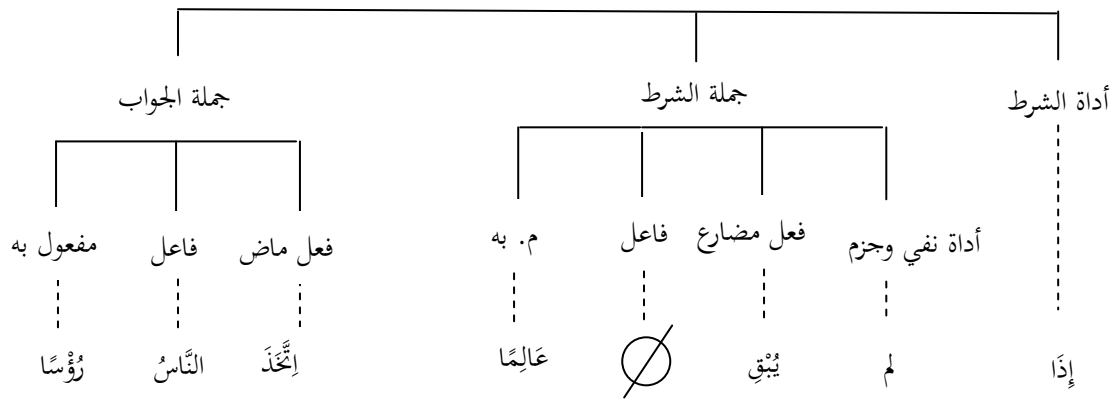 أداة الشرط جملة الشرط جملة الجواب
أداة نفي وجزم فعل مضارع فاعل م. به فعل ماض فاعل مفعول به
إِذَا لم يُبْقِ ∅ عَالِمًا اِتَّخَذَ النَّاسُ رُؤْسًا